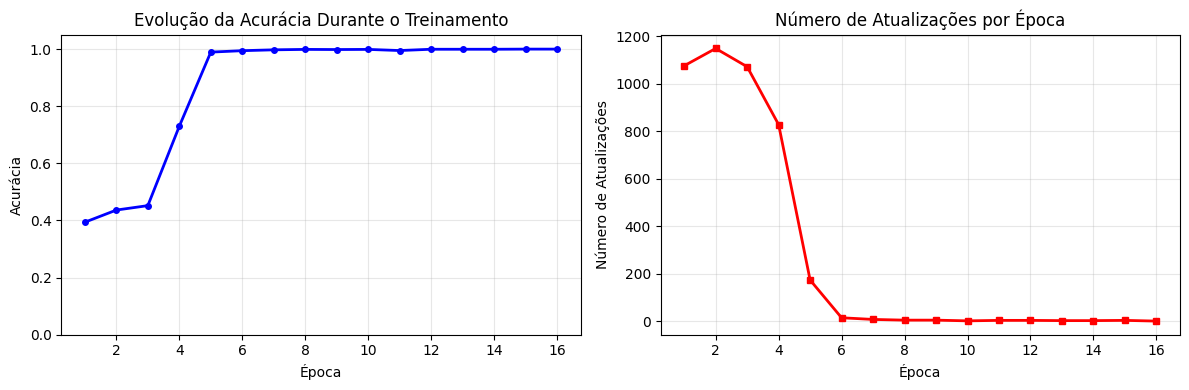 Evolução da Acurácia Durante o Treinamento
1.0
0.8
0.6
0.4
0.2
0.0
Acurácia
2 4 6 8 10 12 14 16
Época
Número de Atualizações por Época
1200
1000
800
600
400
200
0
Número de Atualizações
2 4 6 8 10 12 14 16
Época